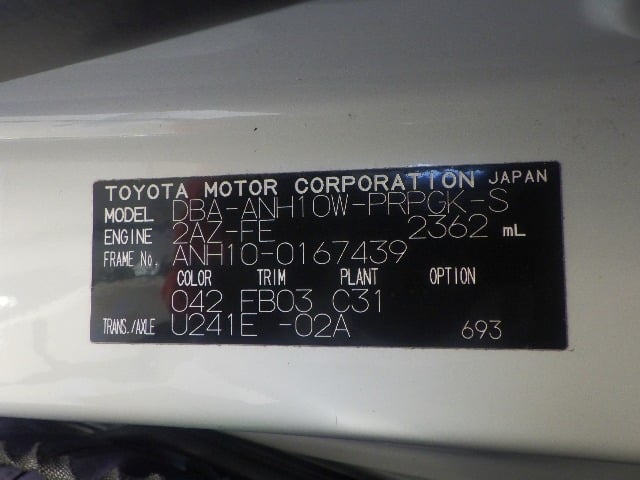 TOYOTA MOTOR CORPORATION JAPAN
MODEL DBA-ANH10W-PRPGK-S
ENGINE 2AZ-FE 2362 mL
FRAME No. ANH10-0167439
COLOR TRIM PLANT OPTION
042 FB03 C31
TRANS./AXLE U241E -02A 693